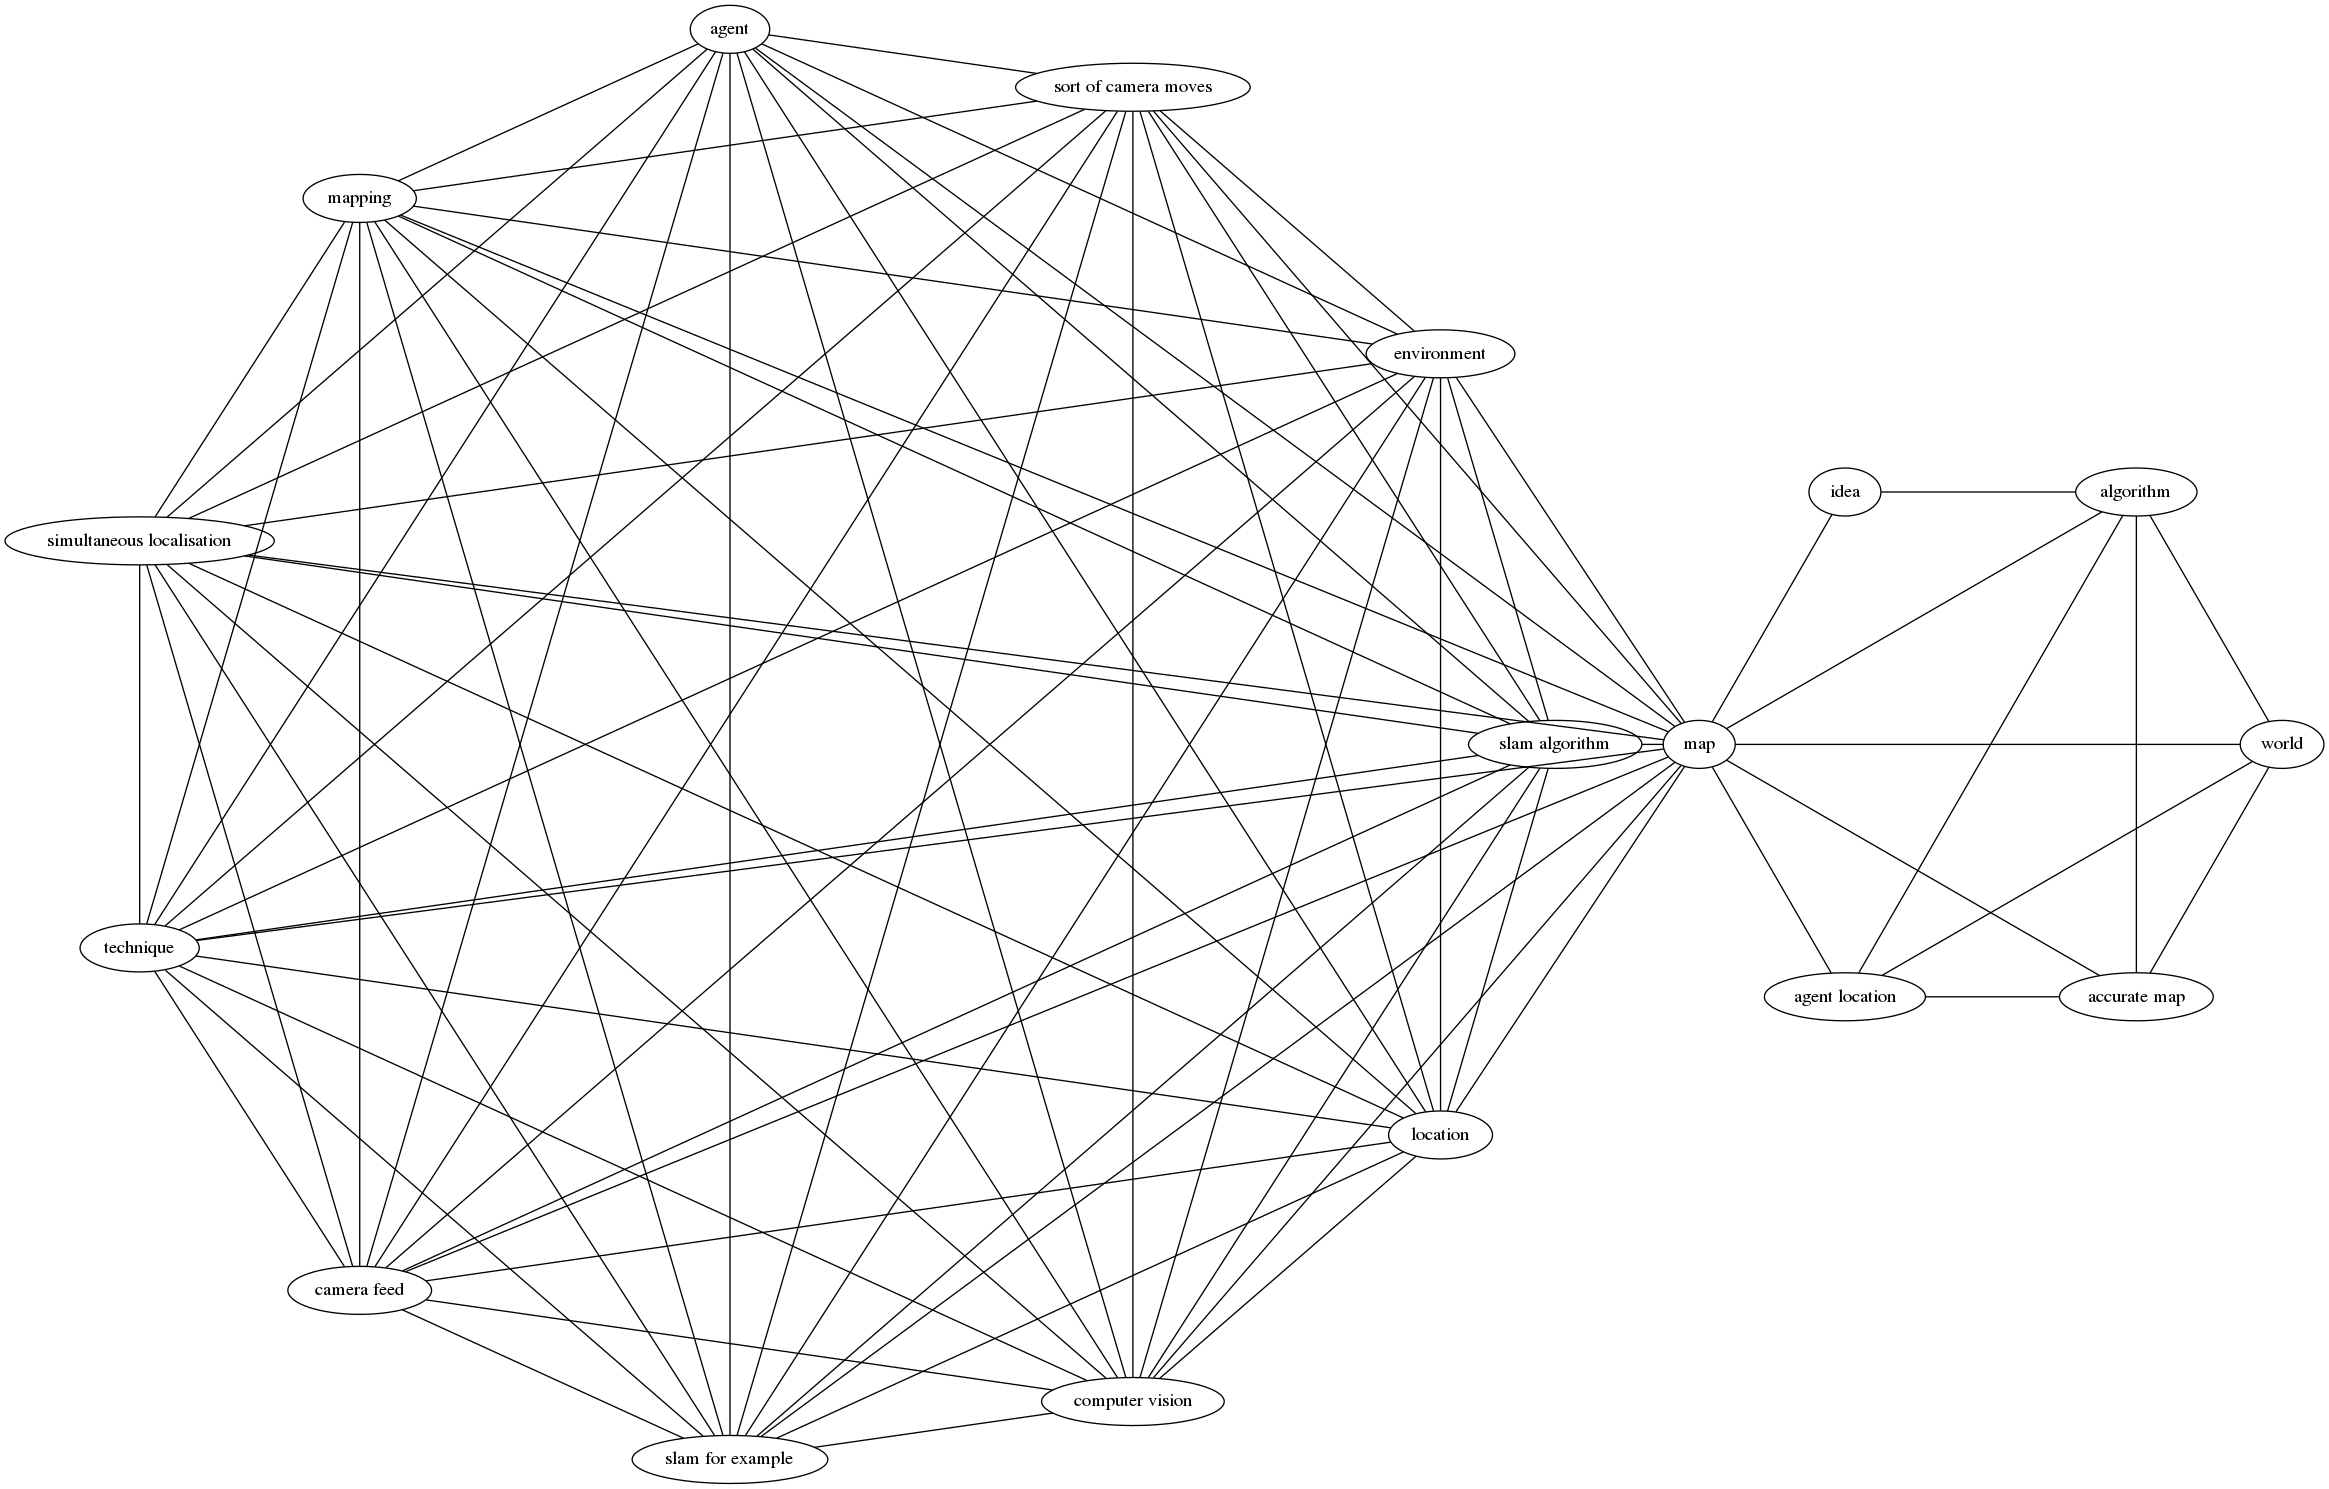 agent
sort of camera moves
mapping
environment
idea
algorithm
simultaneous localisation
slam algorithm
map
world
technique
agent location
accurate map
location
camera feed
computer vision
slam for example